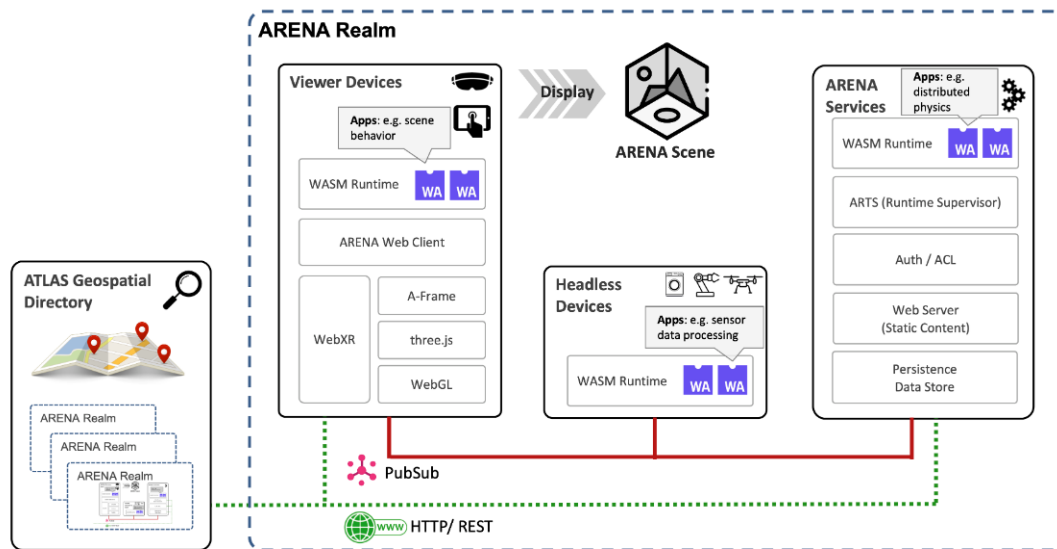 ARENA Realm
Viewer Devices
Apps: e.g. scene
behavior
WASM Runtime
WA
WA
ARENA Web Client
WebXR
A-Frame
three.js
WebGL
Display
ARENA Scene
ARENA
Services
Apps: e.g.
distributed
physics
WASM Runtime
WA
WA
ARTS (Runtime Supervisor)
Auth / ACL
Web Server
(Static Content)
Persistence
Data Store
Headless
Devices
Apps: e.g. sensor
data processing
WASM Runtime
WA
WA
ATLAS Geospatial
Directory
ARENA Realm
ARENA Realm
ARENA Realm
PubSub
WWW
HTTP/ REST